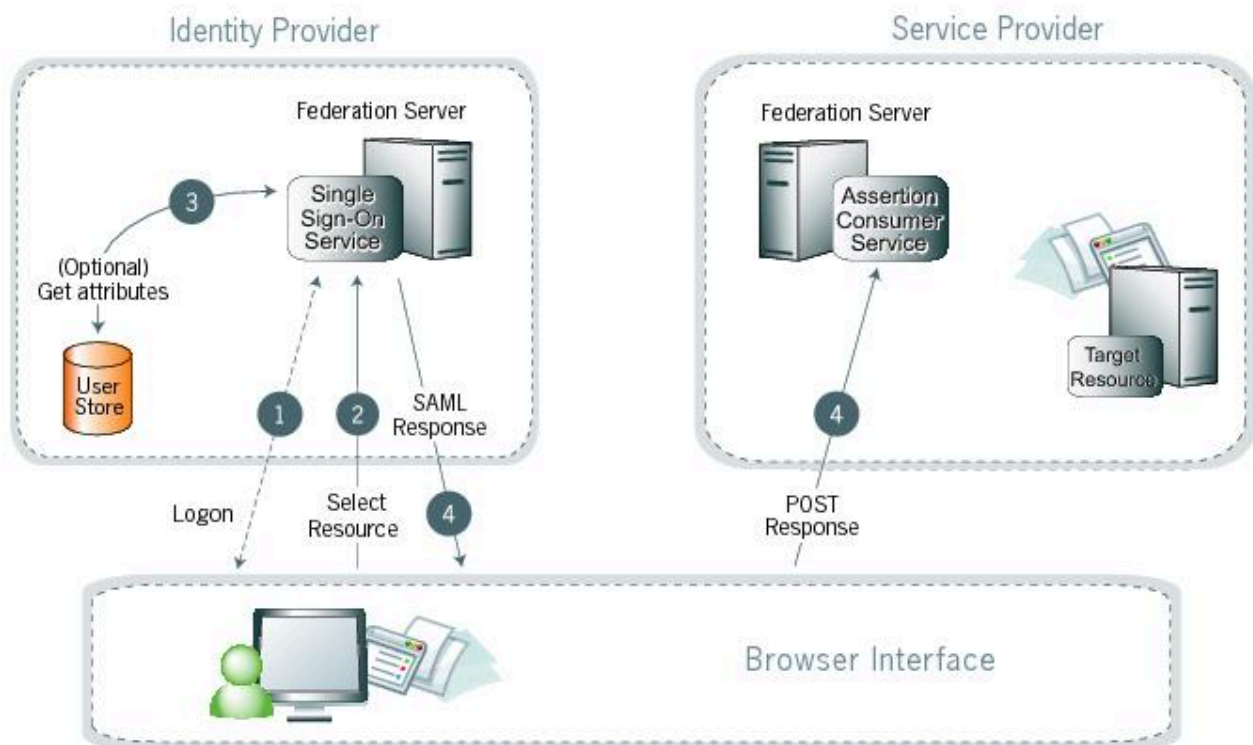 Identity Provider
Service Provider
Federation Server
Federation Server
Single
Sign-On
Service
3
Assertion
Consumer
Service
(Optional)
Get attributes
User
Store
Target
Resource
1
2
SAML
Response
4
Logon
Select
Resource
4
POST
Response
Browser Interface